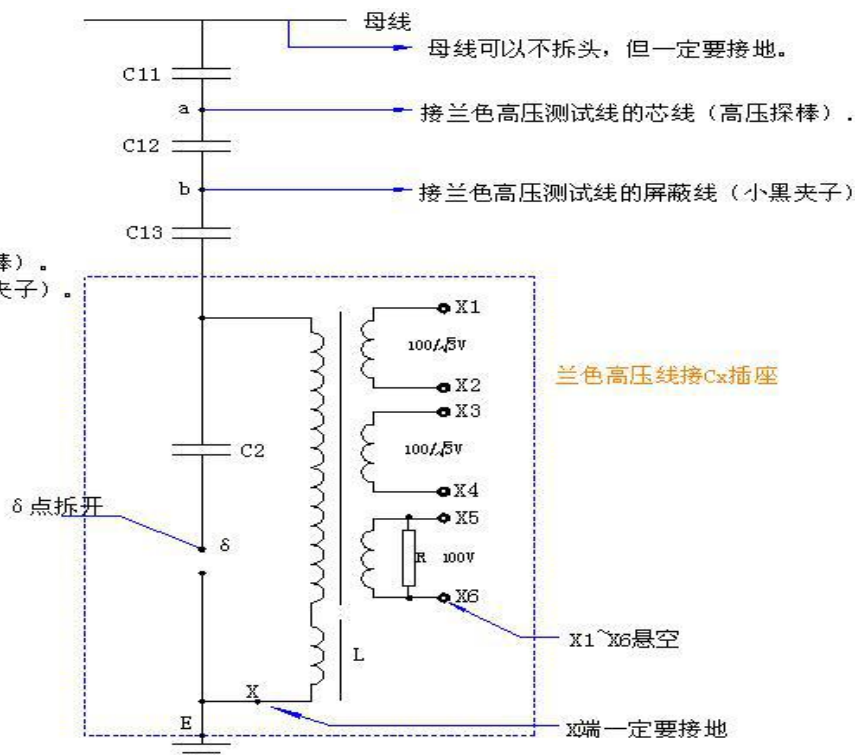 母线
母线可以不拆头，但一定要接地。
C11
a
接兰色高压测试线的芯线（高压探棒）.
C12
b
接兰色高压测试线的屏蔽线（小黑夹子）
C13
棒）。
夹子）。
X1
X2
兰色高压线接Cx插座
X3
C2
X4
δ点拆开
X5
δ
R 100V
X6
X1~X6悬空
L
X
E
X端一定要接地